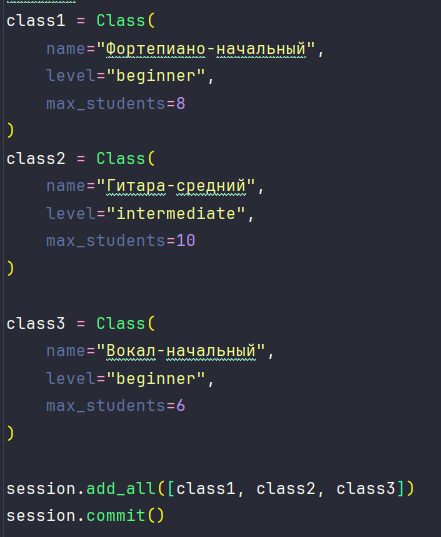 class1 = Class(
    name="Фортепиано-начальный",
    level="beginner",
    max_students=8
)
class2 = Class(
    name="Гитара-средний",
    level="intermediate",
    max_students=10
)
class3 = Class(
    name="Вокал-начальный",
    level="beginner",
    max_students=6
)
session.add_all([class1, class2, class3])
session.commit()